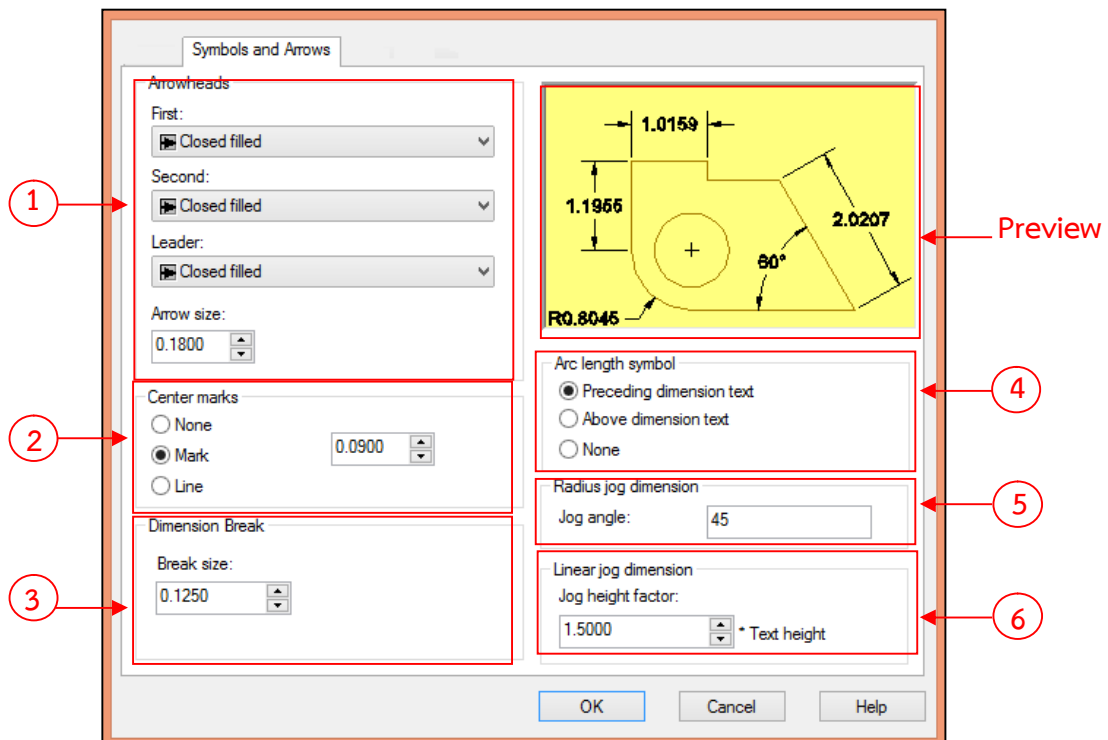 Symbols and Arrows
Arrowheads
First:
Closed filled
Second:
Closed filled
Leader:
Closed filled
Arrow size:
0.1800
1
Center marks
None
Mark
Line
0.0900
2
Dimension Break
Break size:
0.1250
3
1.0159
1.1955
2.0207
60°
R0.8045
Preview
Arc length symbol
Preceding dimension text
Above dimension text
None
4
Radius jog dimension
Jog angle: 45
5
Linear jog dimension
Jog height factor:
1.5000 * Text height
6
OK Cancel Help